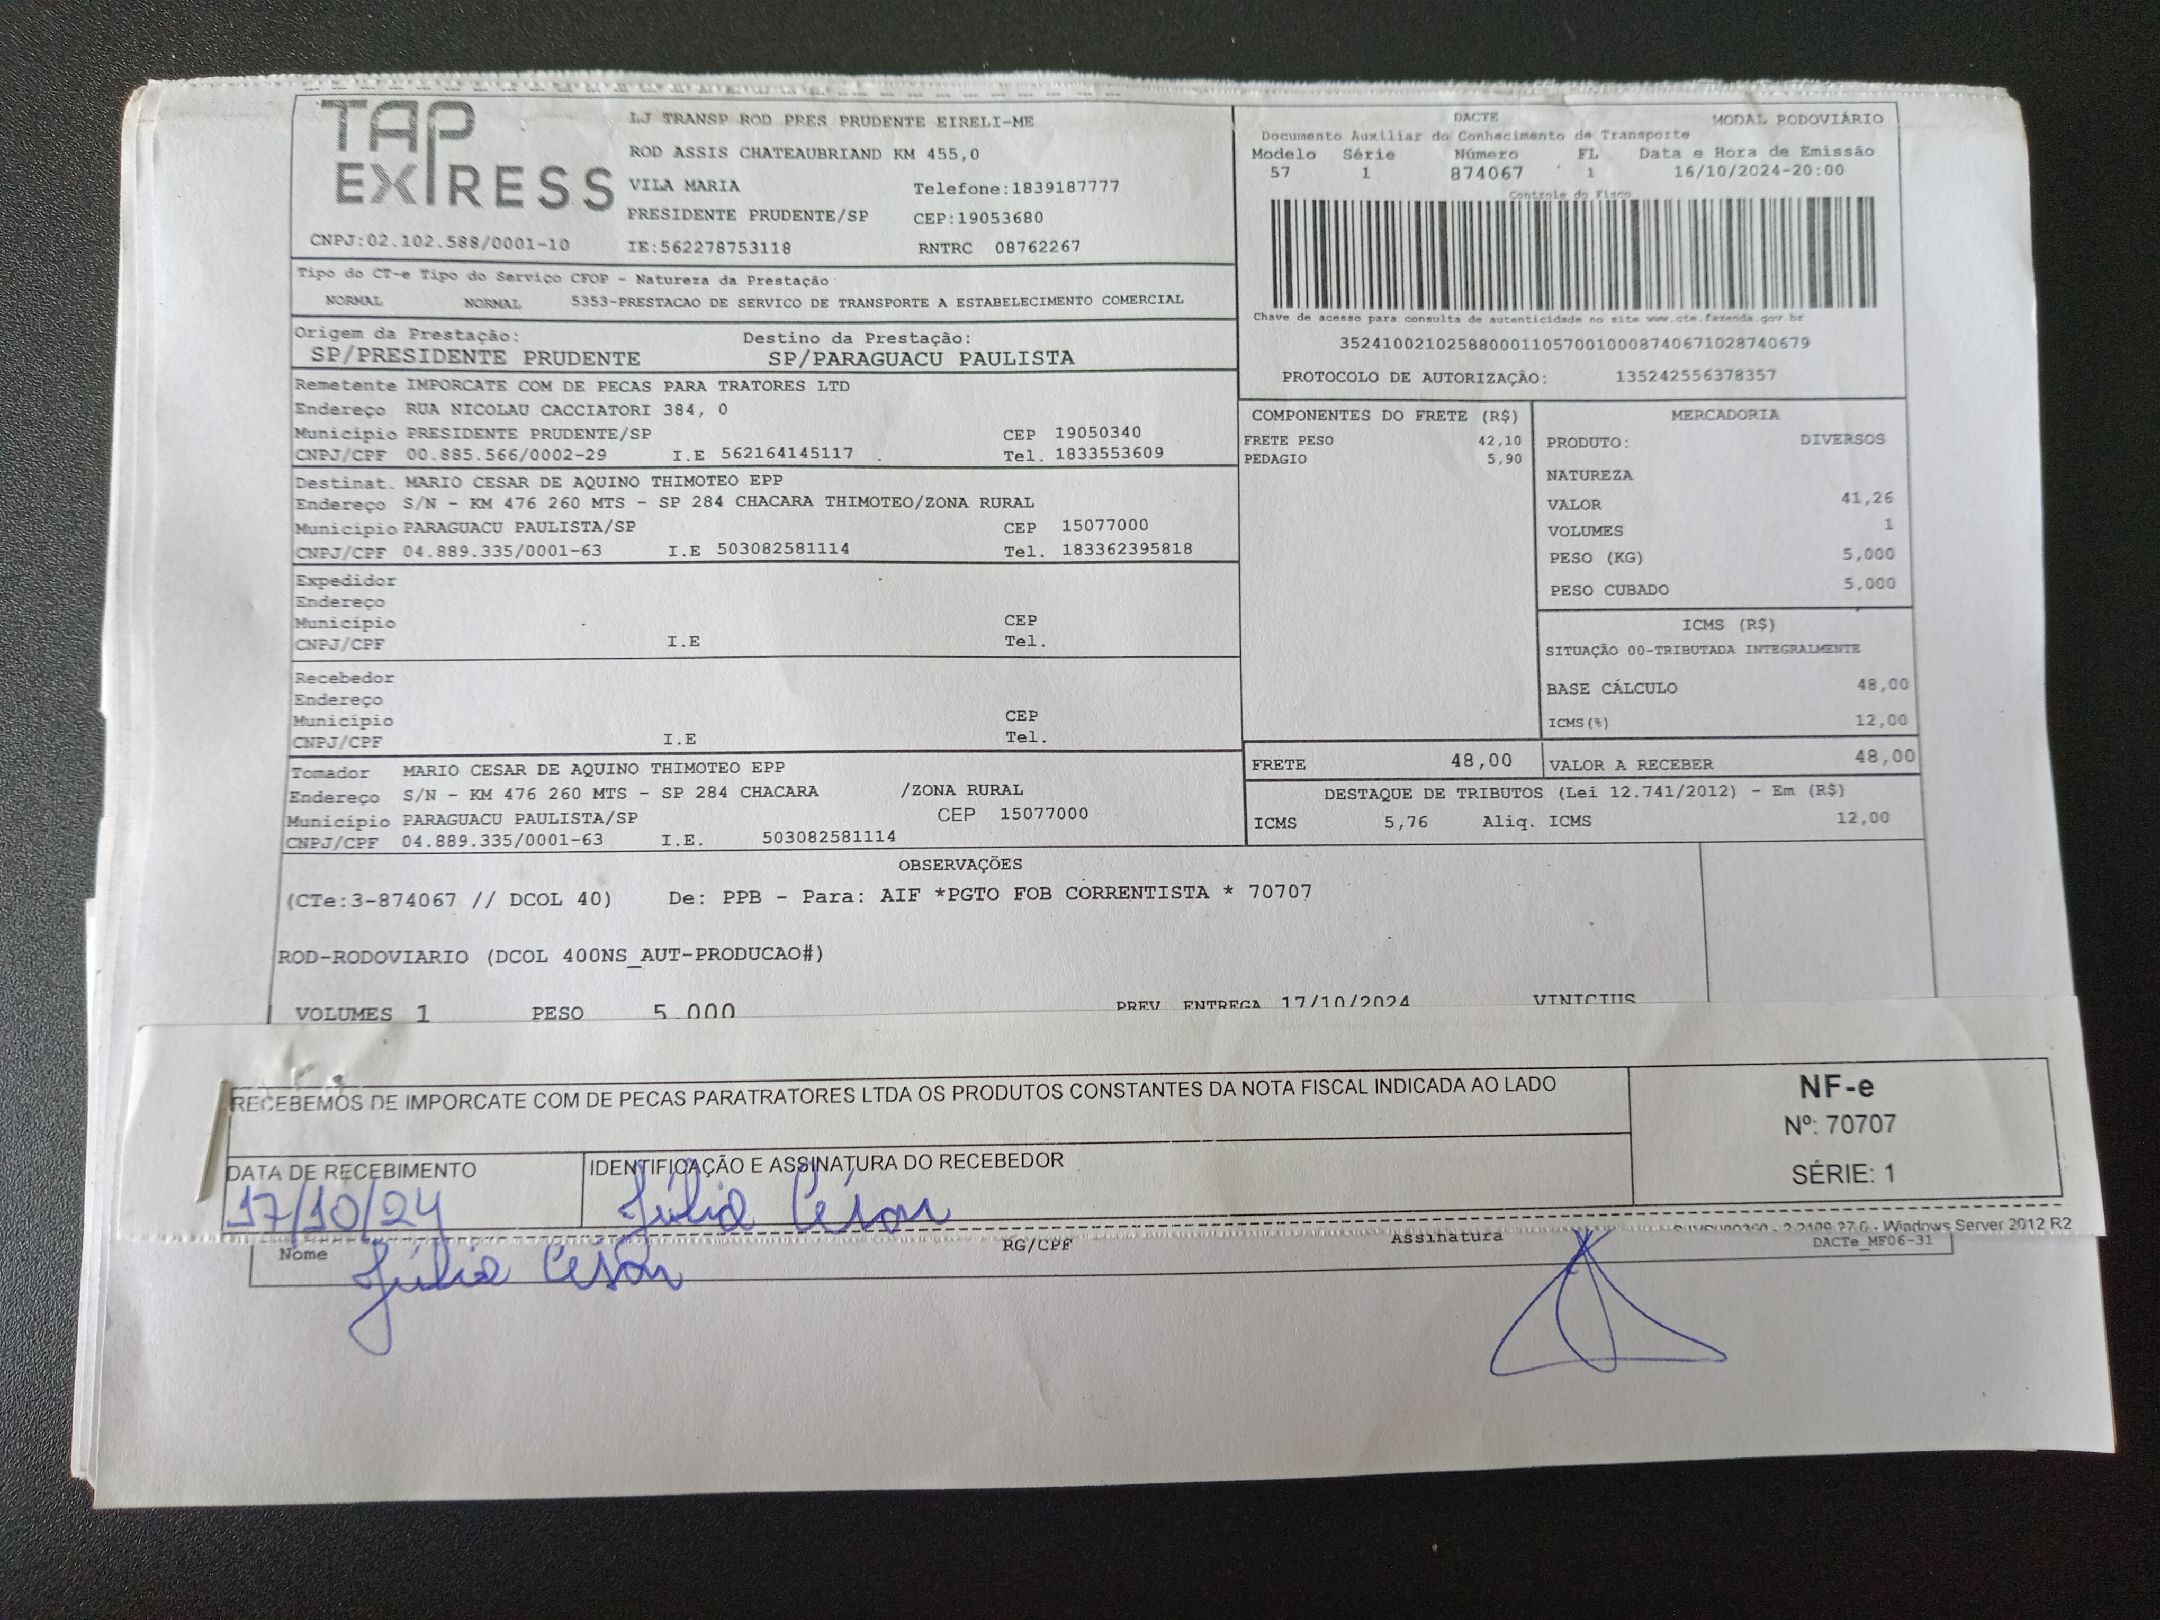 TAP EXPRESS
LJ TRANSP ROD PRES PRUDENTE EIRELI-ME
ROD ASSIS CHATEAUBRIAND KM 455,0
VILA MARIA Telefone:1839187777
PRESIDENTE PRUDENTE/SP CEP:19053680
CNPJ:02.102.588/0001-10 IE:562278753118 RNTRC 08762267
DACTE MODAL RODOVIÁRIO
Documento Auxiliar do Conhecimento de Transporte
Modelo Série Número FL Data e Hora de Emissão
57 1 874067 1 16/10/2024-20:00
Controle do Fisco
Chave de acesso para consulta de autenticidade no site www.cte.fazenda.gov.br
35241002102588000110570010008740671028740679
PROTOCOLO DE AUTORIZAÇÃO: 135242556378357
Tipo do CT-e Tipo do Serviço CFOP - Natureza da Prestação
NORMAL NORMAL 5353-PRESTACAO DE SERVICO DE TRANSPORTE A ESTABELECIMENTO COMERCIAL
Origem da Prestação: Destino da Prestação:
SP/PRESIDENTE PRUDENTE SP/PARAGUACU PAULISTA
Remetente IMPORCATE COM DE PECAS PARA TRATORES LTD
Endereço RUA NICOLAU CACCIATORI 384, 0
Município PRESIDENTE PRUDENTE/SP CEP 19050340
CNPJ/CPF 00.885.566/0002-29 I.E 562164145117 Tel. 1833553609
Destinat. MARIO CESAR DE AQUINO THIMOTEO EPP
Endereço S/N - KM 476 260 MTS - SP 284 CHACARA THIMOTEO/ZONA RURAL
Município PARAGUACU PAULISTA/SP CEP 15077000
CNPJ/CPF 04.889.335/0001-63 I.E 503082581114 Tel. 183362395818
Expedidor
Endereço
Município CEP
CNPJ/CPF I.E Tel.
Recebedor
Endereço
Município CEP
CNPJ/CPF I.E Tel.
Tomador MARIO CESAR DE AQUINO THIMOTEO EPP
Endereço S/N - KM 476 260 MTS - SP 284 CHACARA /ZONA RURAL
Município PARAGUACU PAULISTA/SP CEP 15077000
CNPJ/CPF 04.889.335/0001-63 I.E. 503082581114
COMPONENTES DO FRETE (R$)
FRETE PESO 42,10
PEDAGIO 5,90
MERCADORIA
PRODUTO: DIVERSOS
NATUREZA
VALOR 41,26
VOLUMES 1
PESO (KG) 5,000
PESO CUBADO 5,000
ICMS (R$)
SITUAÇÃO 00-TRIBUTADA INTEGRALMENTE
BASE CÁLCULO 48,00
ICMS(%) 12,00
FRETE 48,00 VALOR A RECEBER 48,00
DESTAQUE DE TRIBUTOS (Lei 12.741/2012) - Em (R$)
ICMS 5,76 Aliq. ICMS 12,00
OBSERVAÇÕES
(CTe:3-874067 // DCOL 40) De: PPB - Para: AIF *PGTO FOB CORRENTISTA * 70707
ROD-RODOVIARIO (DCOL 400NS_AUT-PRODUCAO#)
VOLUMES 1 PESO 5.000 PREV ENTREGA 17/10/2024 VINICIUS
RECEBEMOS DE IMPORCATE COM DE PECAS PARATRATORES LTDA OS PRODUTOS CONSTANTES DA NOTA FISCAL INDICADA AO LADO
NF-e
Nº: 70707
SÉRIE: 1
DATA DE RECEBIMENTO IDENTIFICAÇÃO E ASSINATURA DO RECEBEDOR
17/10/24 Júlio César
- Windows Server 2012 R2
Nome Júlio César RG/CPF Assinatura DACTe_MF06-31